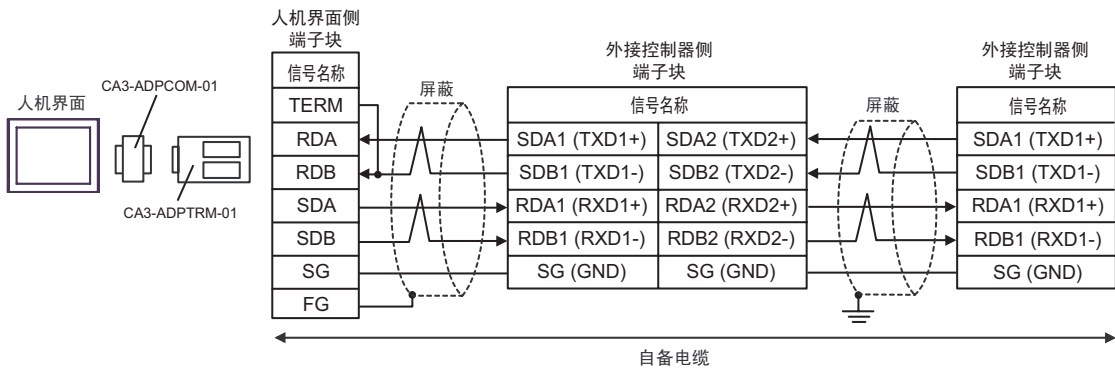 人机界面
CA3-ADPCOM-01
CA3-ADPTRM-01
人机界面侧
端子块
信号名称
TERM
RDA
RDB
SDA
SDB
SG
FG
屏蔽
外接控制器侧
端子块
信号名称
SDA1 (TXD1+) SDA2 (TXD2+)
SDB1 (TXD1-) SDB2 (TXD2-)
RDA1 (RXD1+) RDA2 (RXD2+)
RDB1 (RXD1-) RDB2 (RXD2-)
SG (GND) SG (GND)
屏蔽
外接控制器侧
端子块
信号名称
SDA1 (TXD1+)
SDB1 (TXD1-)
RDA1 (RXD1+)
RDB1 (RXD1-)
SG (GND)
自备电缆